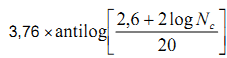 3,76 × antilog[(2,6 + 2 log N_c) / 20]